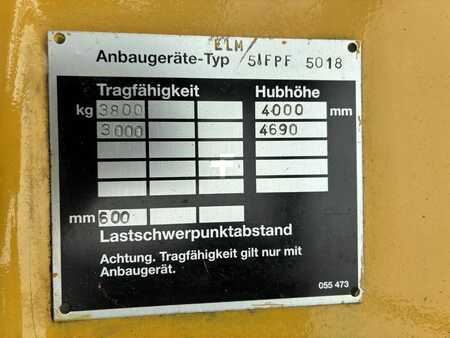 ELM
Anbaugeräte-Typ 51FPF 5018
Tragfähigkeit Hubhöhe
kg 3800 4000 mm
3000 4690
mm 600
Lastschwerpunktabstand
Achtung. Tragfähigkeit gilt nur mit
Anbaugerät.
055 473